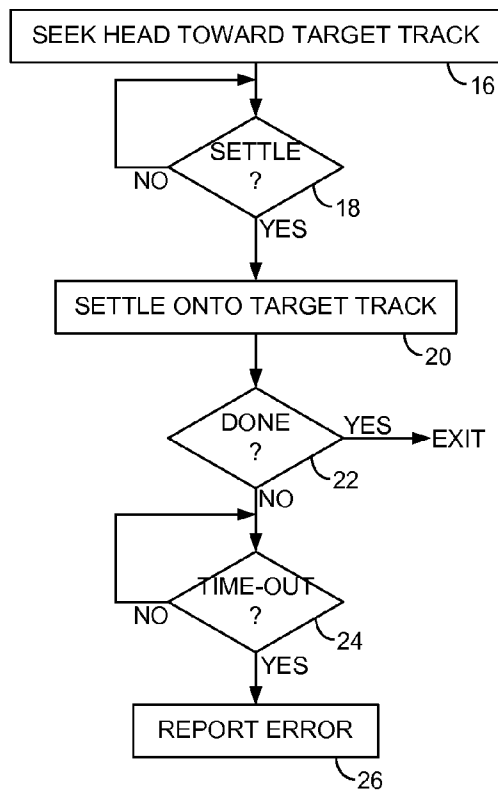 SEEK HEAD TOWARD TARGET TRACK
16
SETTLE
?
NO
18
YES
SETTLE ONTO TARGET TRACK
20
DONE
?
YES
EXIT
22
NO
TIME-OUT
?
NO
24
YES
REPORT ERROR
26